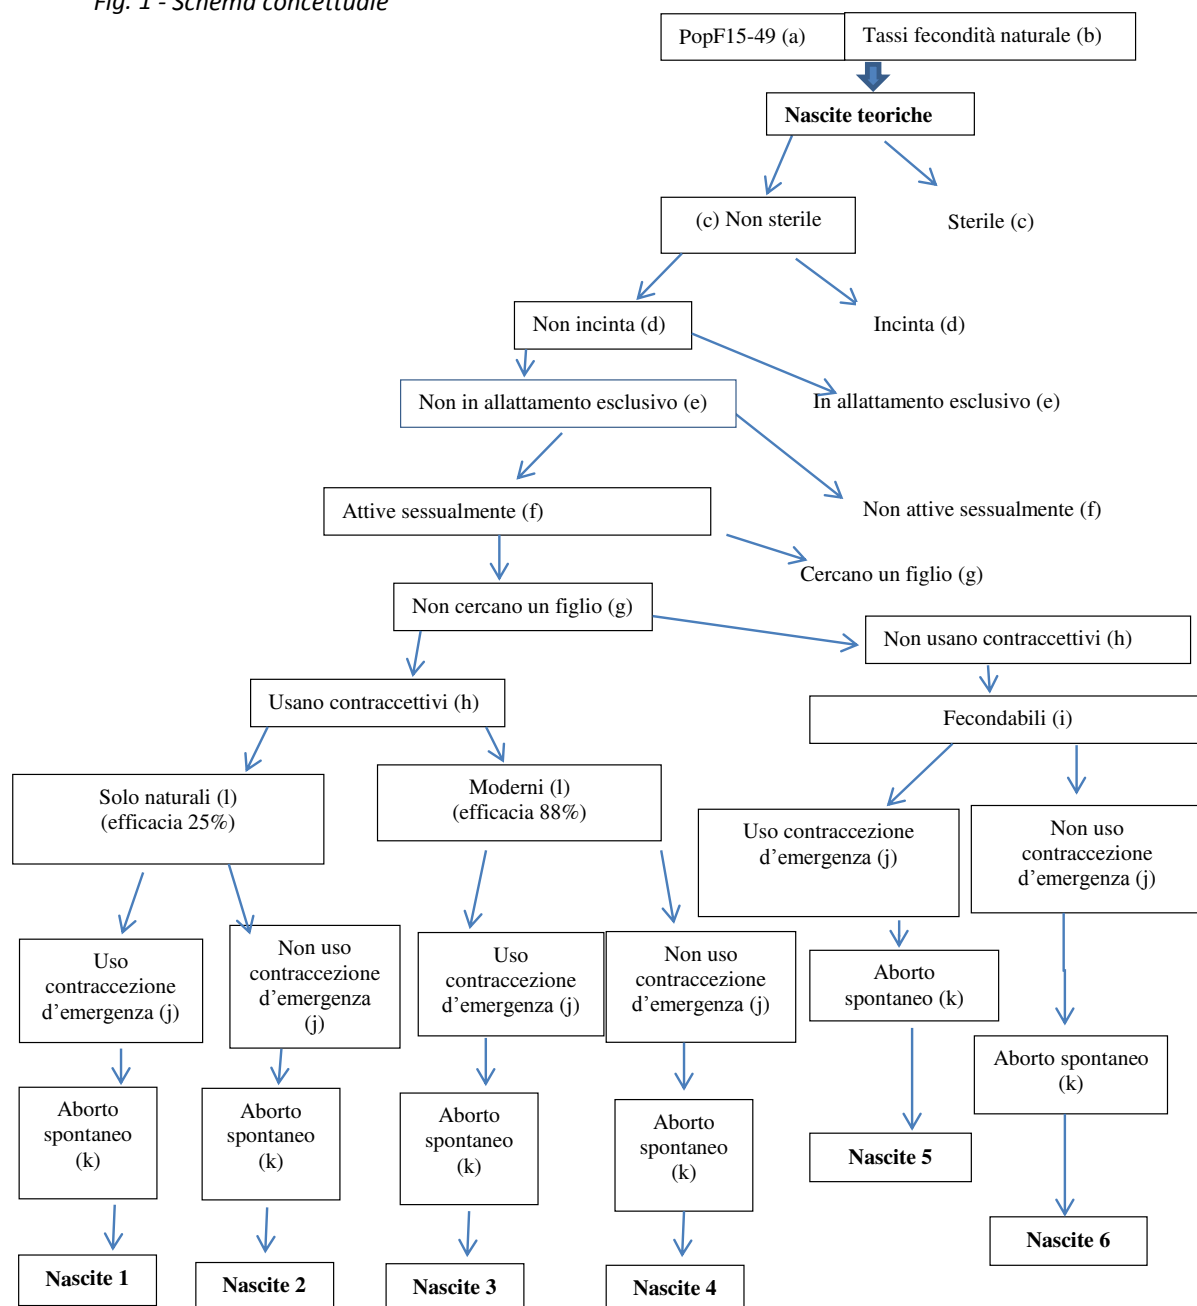 Fig. 1 - Schema concettuale
PopF15-49 (a)
Tassi fecondità naturale (b)
Nascite teoriche
(c) Non sterile
Sterile (c)
Non incinta (d)
Incinta (d)
Non in allattamento esclusivo (e)
In allattamento esclusivo (e)
Attive sessualmente (f)
Non attive sessualmente (f)
Cercano un figlio (g)
Non cercano un figlio (g)
Non usano contraccettivi (h)
Usano contraccettivi (h)
Fecondabili (i)
Solo naturali (l)
(efficacia 25%)
Moderni (l)
(efficacia 88%)
Uso contraccezione
d’emergenza (j)
Non uso
contraccezione
d’emergenza (j)
Uso
contraccezione
d’emergenza (j)
Non uso
contraccezione
d’emergenza
(j)
Uso
contraccezione
d’emergenza (j)
Non uso
contraccezione
d’emergenza (j)
Aborto
spontaneo (k)
Aborto spontaneo
(k)
Aborto
spontaneo
(k)
Aborto
spontaneo
(k)
Aborto
spontaneo
(k)
Aborto
spontaneo
(k)
Nascite 5
Nascite 6
Nascite 1
Nascite 2
Nascite 3
Nascite 4